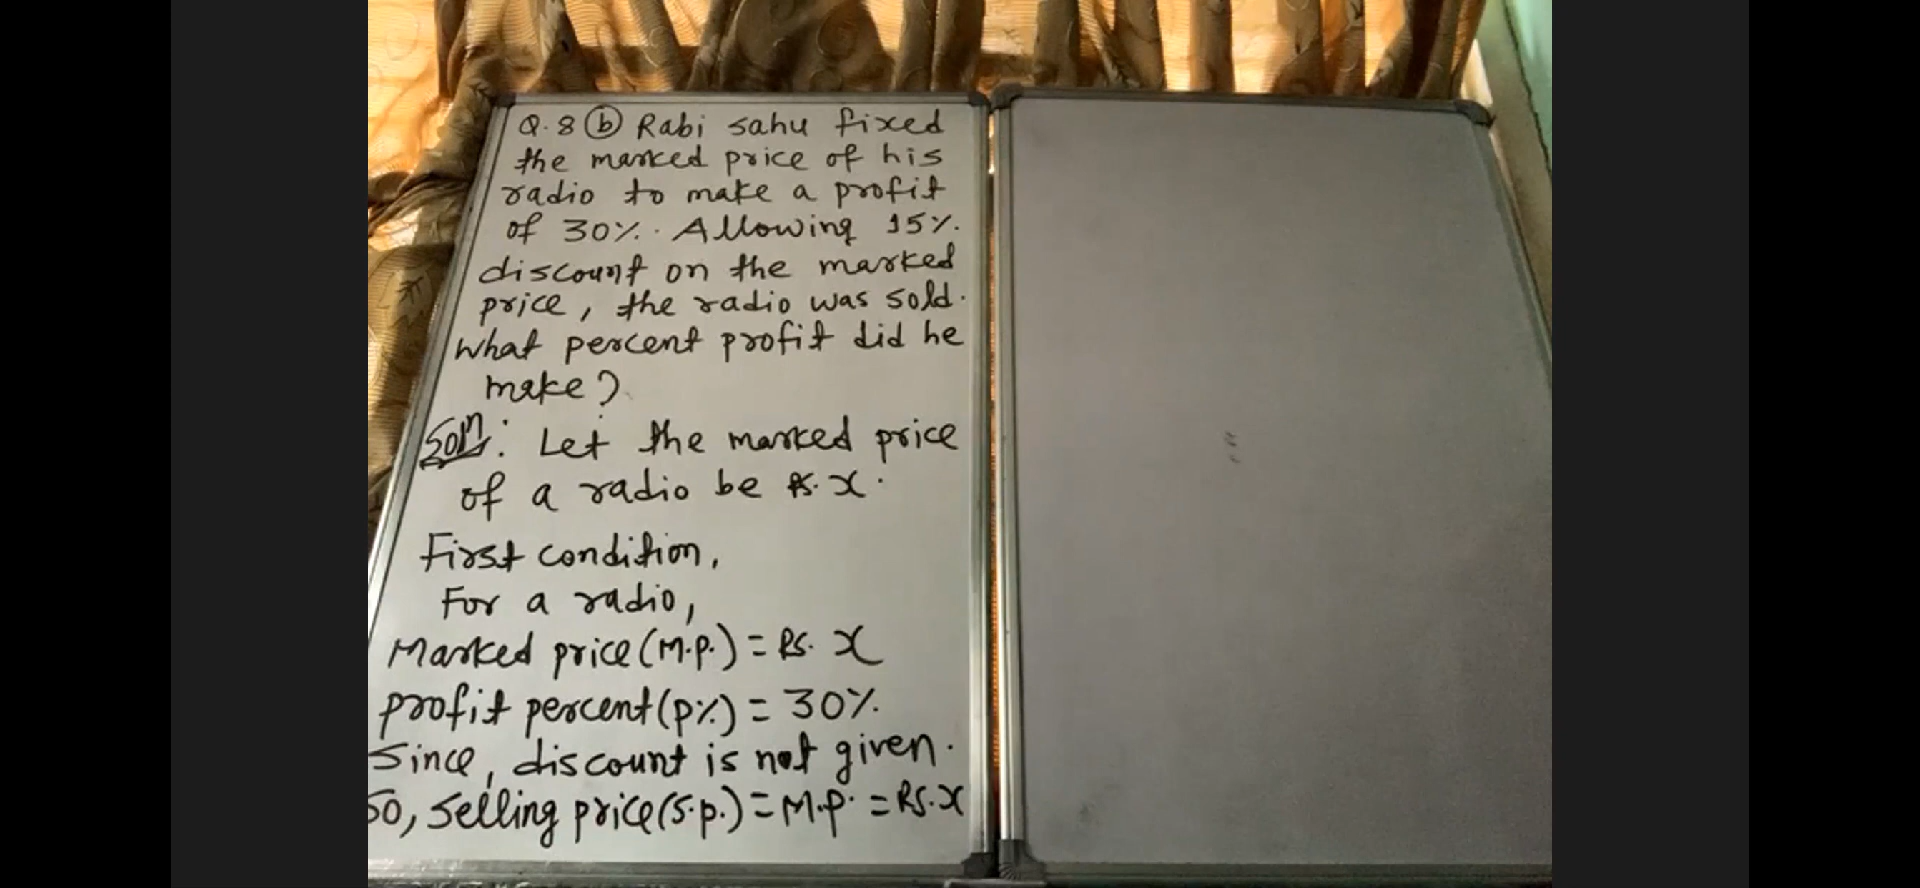 Q.8 (b) Rabi sahu fixed
the marked price of his
radio to make a profit
of 30%. Allowing 15%
discount on the marked
price, the radio was sold.
What percent profit did he
make?
Soln: Let the marked price
of a radio be Rs. x.
First condition,
For a radio,
Marked price (M.p.) = Rs. x
profit percent (p%) = 30%
Since, discount is not given.
So, selling price (s.p.) = M.p. = Rs. x